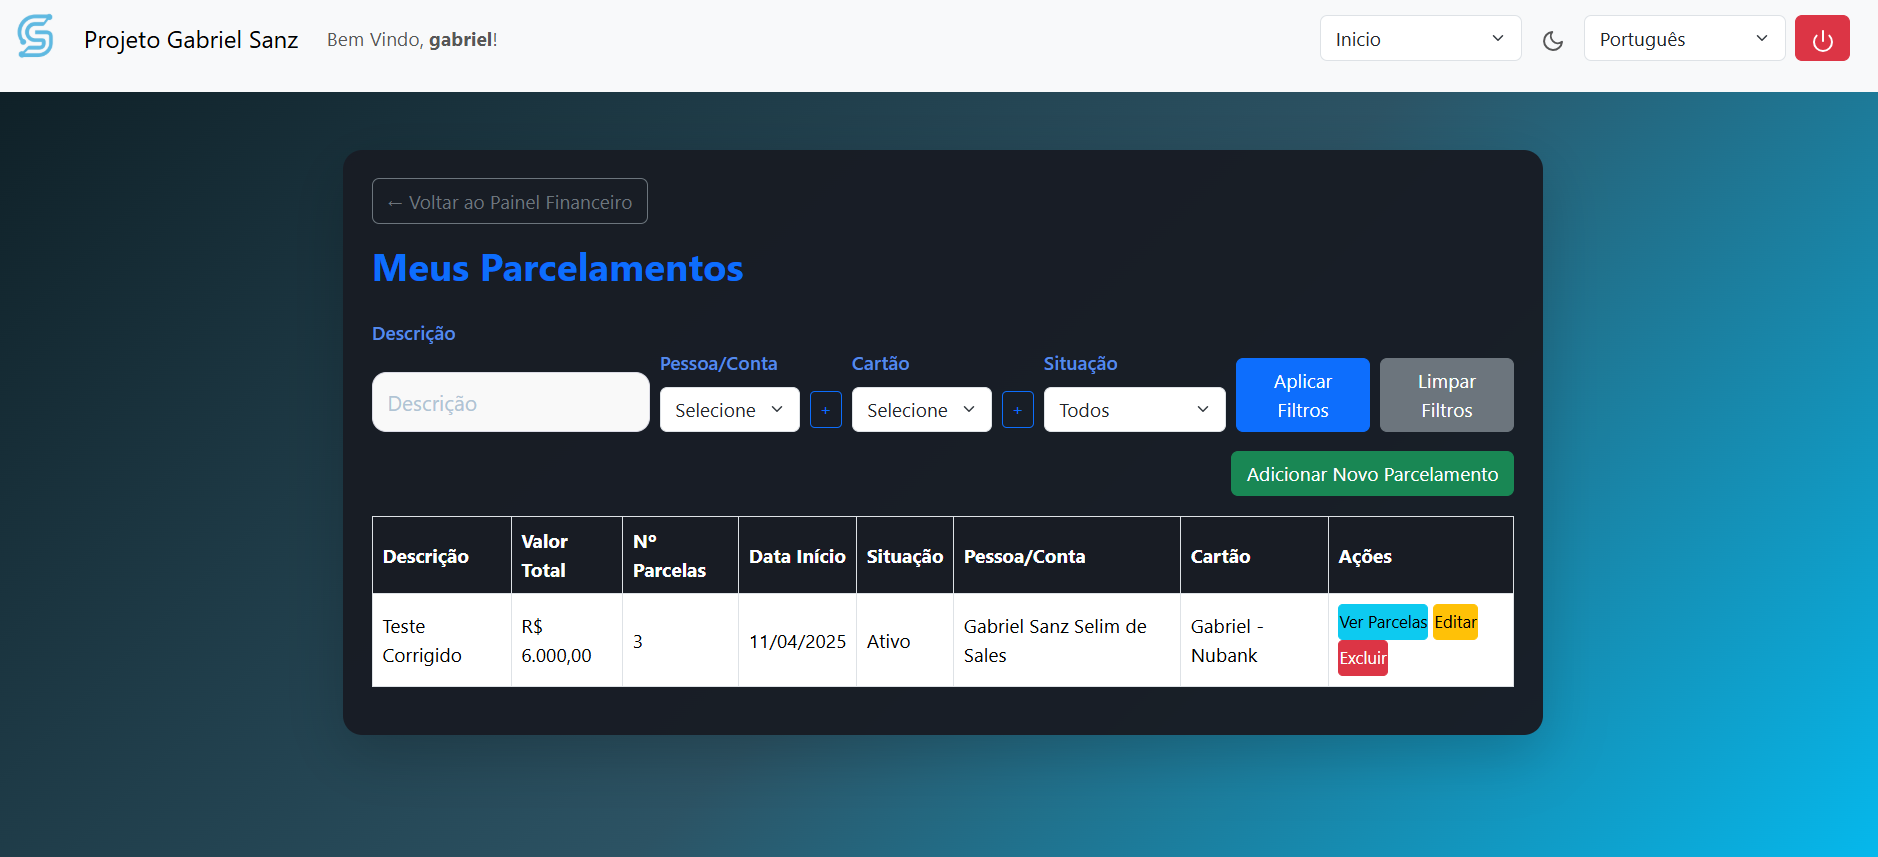 Projeto Gabriel Sanz
Bem Vindo, gabriel!
Inicio
Português
← Voltar ao Painel Financeiro
Meus Parcelamentos
Descrição
Descrição
Pessoa/Conta
Selecione
+
Cartão
Selecione
+
Situação
Todos
Aplicar
Filtros
Limpar
Filtros
Adicionar Novo Parcelamento
Descrição
Valor
Total
Nº
Parcelas
Data Início
Situação
Pessoa/Conta
Cartão
Ações
Teste
Corrigido
R$
6.000,00
3
11/04/2025
Ativo
Gabriel Sanz Selim de
Sales
Gabriel -
Nubank
Ver Parcelas
Editar
Excluir